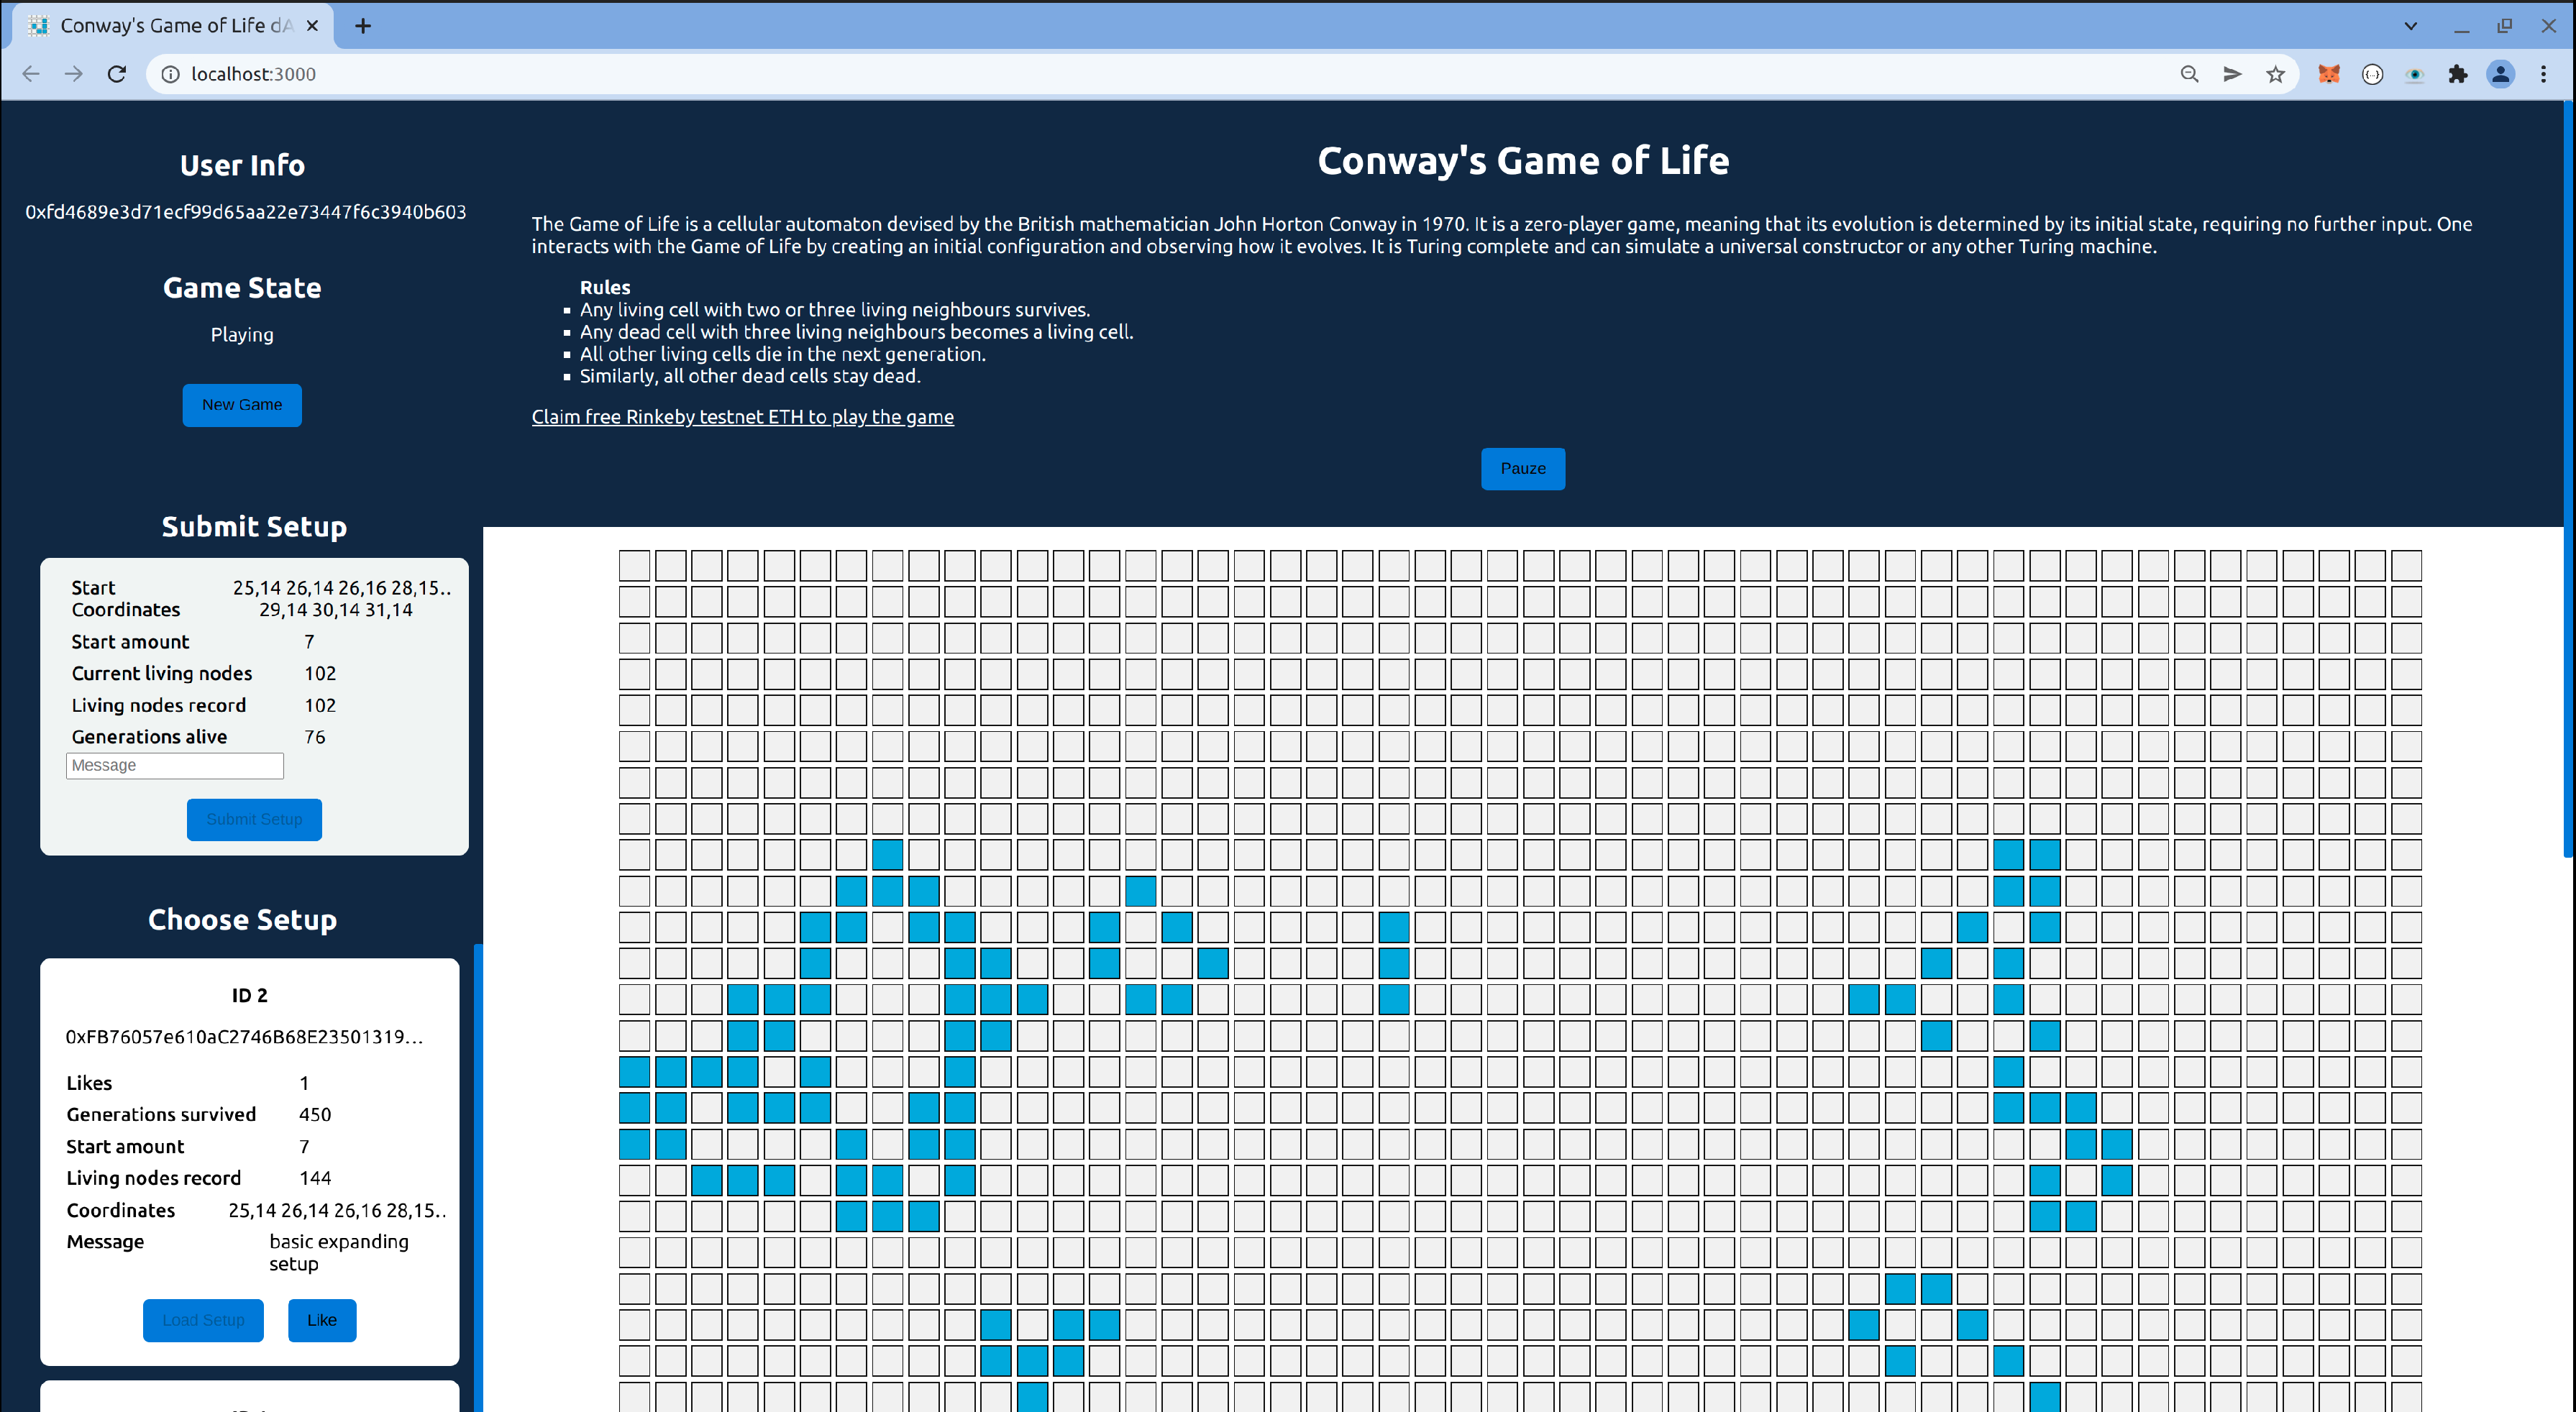 Conway's Game of Life dA
localhost:3000
User Info
0xfd4689e3d71ecf99d65aa22e73447f6c3940b603
Game State
Playing
New Game
Submit Setup
Start Coordinates 25,14 26,14 26,16 28,15.. 29,14 30,14 31,14
Start amount 7
Current living nodes 102
Living nodes record 102
Generations alive 76
Message
Submit Setup
Choose Setup
ID 2
0xFB76057e610aC2746B68E23501319...
Likes 1
Generations survived 450
Start amount 7
Living nodes record 144
Coordinates 25,14 26,14 26,16 28,15..
Message basic expanding
setup
Load Setup Like
Conway's Game of Life
The Game of Life is a cellular automaton devised by the British mathematician John Horton Conway in 1970. It is a zero-player game, meaning that its evolution is determined by its initial state, requiring no further input. One
interacts with the Game of Life by creating an initial configuration and observing how it evolves. It is Turing complete and can simulate a universal constructor or any other Turing machine.
Rules
Any living cell with two or three living neighbours survives.
Any dead cell with three living neighbours becomes a living cell.
All other living cells die in the next generation.
Similarly, all other dead cells stay dead.
Claim free Rinkeby testnet ETH to play the game
Pauze